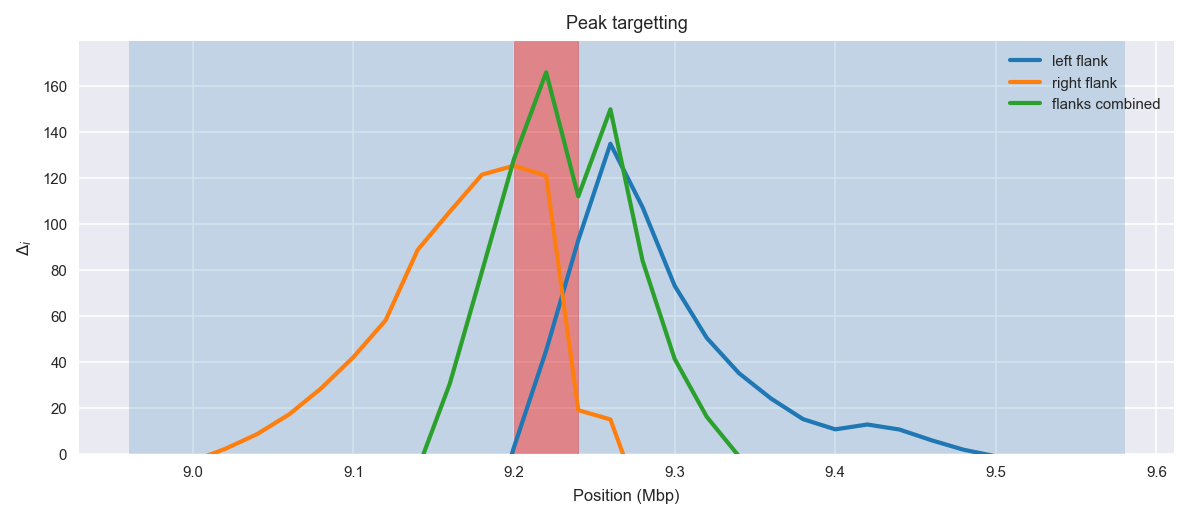 Peak targetting
left flank
right flank
flanks combined
160
140
120
100
80
60
40
20
0
Δi
9.0 9.1 9.2 9.3 9.4 9.5 9.6
Position (Mbp)